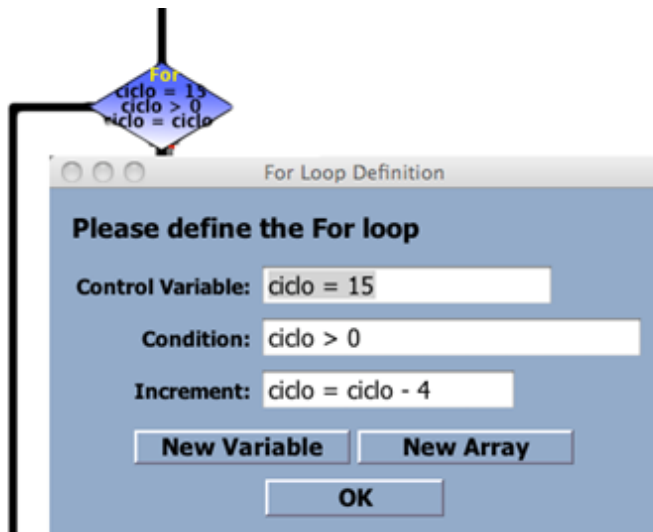 For
ciclo = 15
ciclo > 0
ciclo = ciclo
For Loop Definition
Please define the For loop
Control Variable: ciclo = 15
Condition: ciclo > 0
Increment: ciclo = ciclo - 4
New Variable New Array
OK